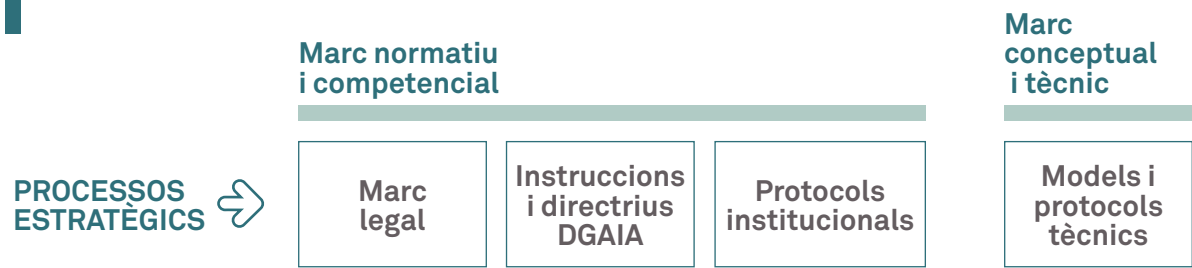 Marc normatiu
i competencial
Marc
conceptual
i tècnic
PROCESSOS
ESTRATÈGICS
Marc
legal
Instruccions
i directrius
DGAIA
Protocols
institucionals
Models i
protocols
tècnics